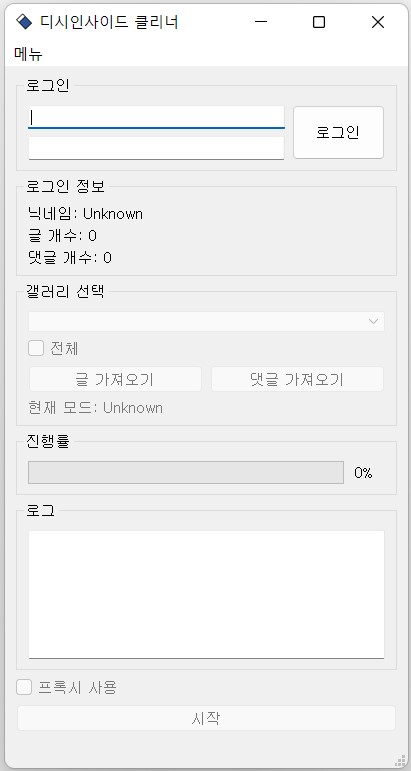 디시인사이드 클리너
메뉴
로그인
로그인
로그인 정보
닉네임: Unknown
글 개수: 0
댓글 개수: 0
갤러리 선택
전체
글 가져오기 댓글 가져오기
현재 모드: Unknown
진행률
0%
로그
프록시 사용
시작